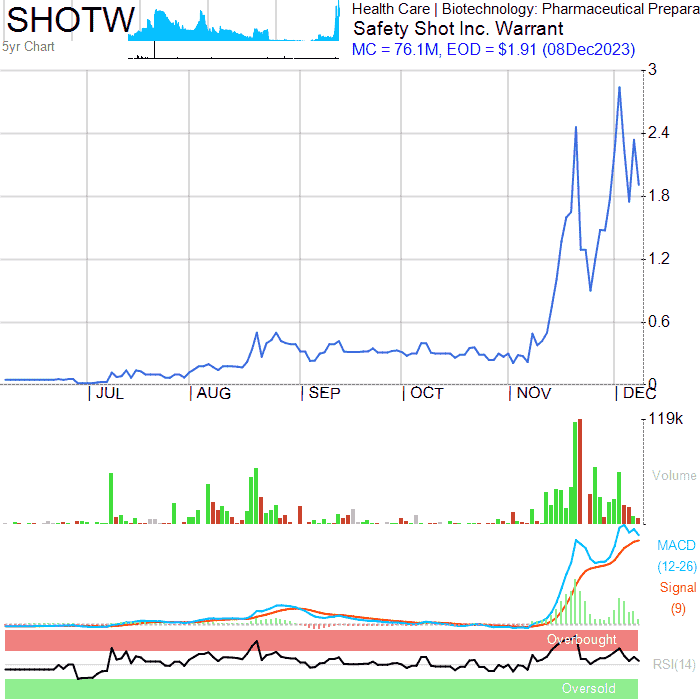 SHOTW
5yr Chart
Health Care | Biotechnology: Pharmaceutical Prepara
Safety Shot Inc. Warrant
MC = 76.1M, EOD = $1.91 (08Dec2023)
3
2.4
1.8
1.2
0.6
0
JUL AUG SEP OCT NOV DEC
119k
Volume
MACD
(12-26)
Signal
(9)
Overbought
RSI(14)
Oversold